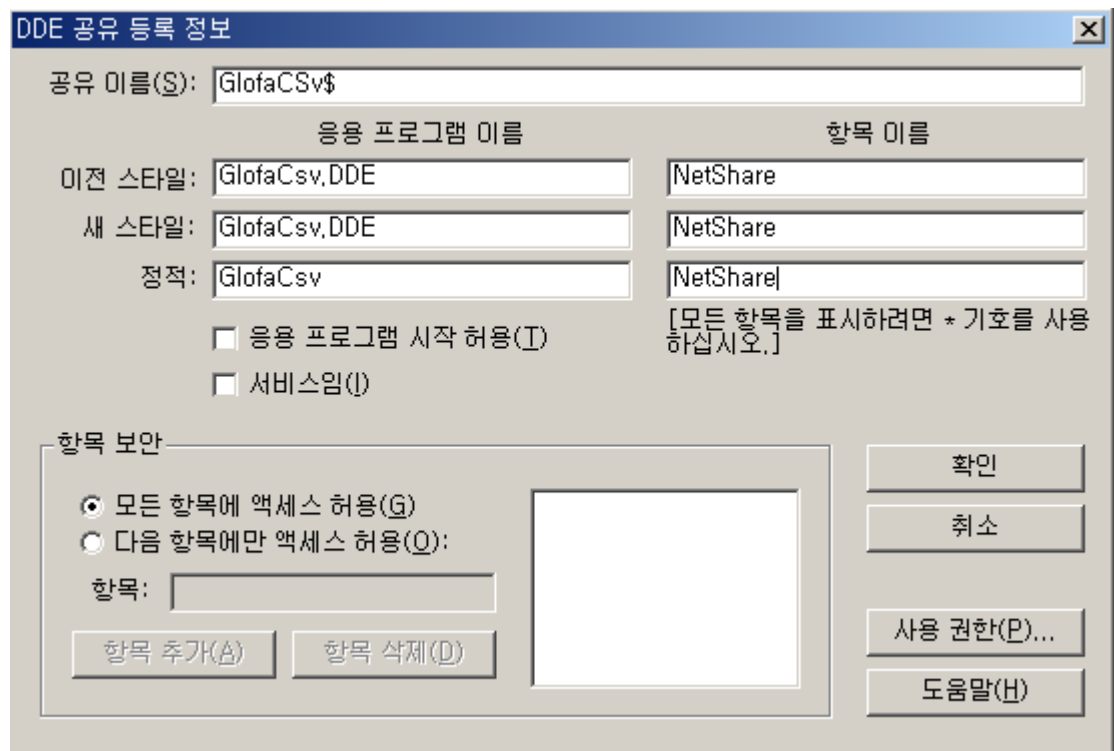 DDE 공유 등록 정보
공유 이름(S): GlofaCSv$
응용 프로그램 이름 항목 이름
이전 스타일: GlofaCsv,DDE NetShare
새 스타일: GlofaCsv,DDE NetShare
정적: GlofaCsv NetShare
응용 프로그램 시작 허용(T)
[모든 항목을 표시하려면 * 기호를 사용
하십시오.]
서비스임(I)
항목 보안
모든 항목에 액세스 허용(G)
다음 항목에만 액세스 허용(O):
항목:
항목 추가(A) 항목 삭제(D)
확인
취소
사용 권한(P)...
도움말(H)